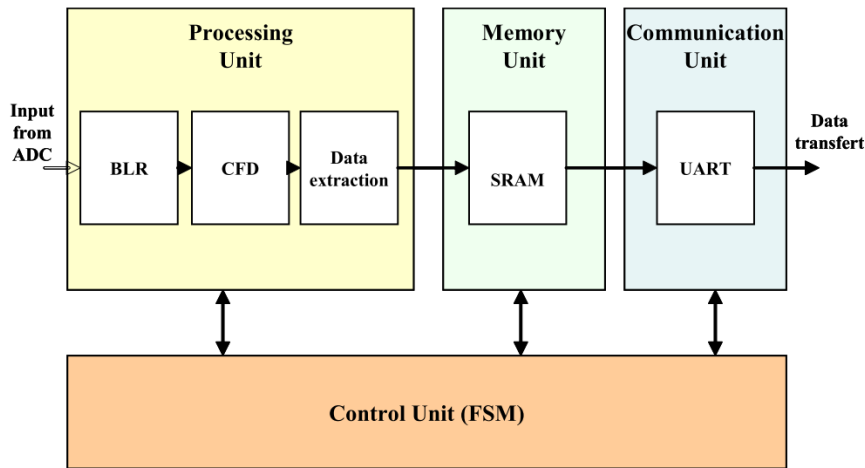 Processing
Unit
Memory
Unit
Communication
Unit
Input
from
ADC
BLR
CFD
Data
extraction
SRAM
UART
Data
transfert
Control Unit (FSM)